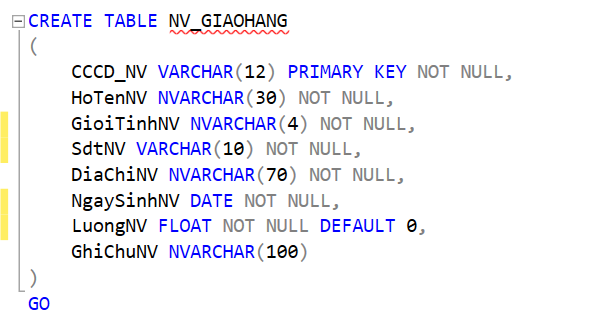 CREATE TABLE NV_GIAOHANG
(
CCCD_NV VARCHAR(12) PRIMARY KEY NOT NULL,
HoTenNV NVARCHAR(30) NOT NULL,
GioiTinhNV NVARCHAR(4) NOT NULL,
SdtNV VARCHAR(10) NOT NULL,
DiaChiNV NVARCHAR(70) NOT NULL,
NgaySinhNV DATE NOT NULL,
LuongNV FLOAT NOT NULL DEFAULT 0,
GhiChuNV NVARCHAR(100)
)
GO